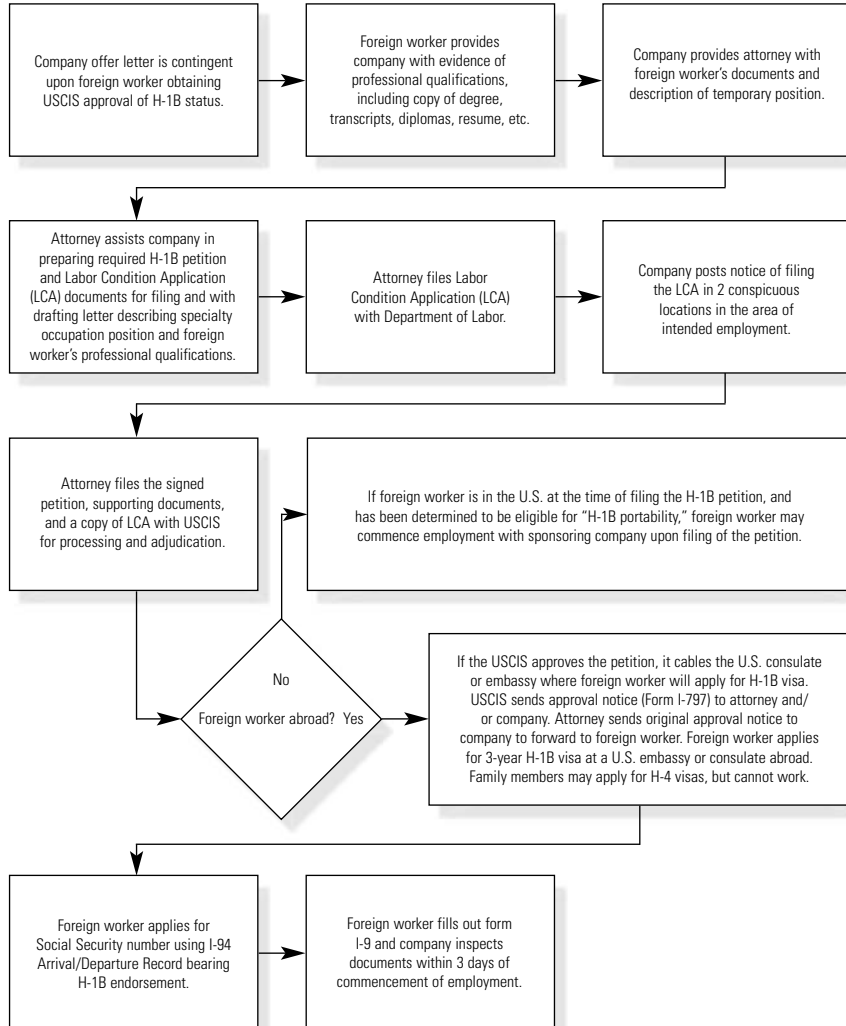 Company offer letter is contingent
upon foreign worker obtaining
USCIS approval of H-1B status.
Foreign worker provides
company with evidence of
professional qualifications,
including copy of degree,
transcripts, diplomas, resume, etc.
Company provides attorney with
foreign worker’s documents and
description of temporary position.
Attorney assists company in
preparing required H-1B petition
and Labor Condition Application
(LCA) documents for filing and with
drafting letter describing specialty
occupation position and foreign
worker’s professional qualifications.
Attorney files Labor
Condition Application (LCA)
with Department of Labor.
Company posts notice of filing
the LCA in 2 conspicuous
locations in the area of
intended employment.
Attorney files the signed
petition, supporting documents,
and a copy of LCA with USCIS
for processing and adjudication.
If foreign worker is in the U.S. at the time of filing the H-1B petition, and
has been determined to be eligible for “H-1B portability,” foreign worker may
commence employment with sponsoring company upon filing of the petition.
No
Foreign worker abroad? Yes
If the USCIS approves the petition, it cables the U.S. consulate
or embassy where foreign worker will apply for H-1B visa.
USCIS sends approval notice (Form I-797) to attorney and/
or company. Attorney sends original approval notice to
company to forward to foreign worker. Foreign worker applies
for 3-year H-1B visa at a U.S. embassy or consulate abroad.
Family members may apply for H-4 visas, but cannot work.
Foreign worker applies for
Social Security number using I-94
Arrival/Departure Record bearing
H-1B endorsement.
Foreign worker fills out form
I-9 and company inspects
documents within 3 days of
commencement of employment.